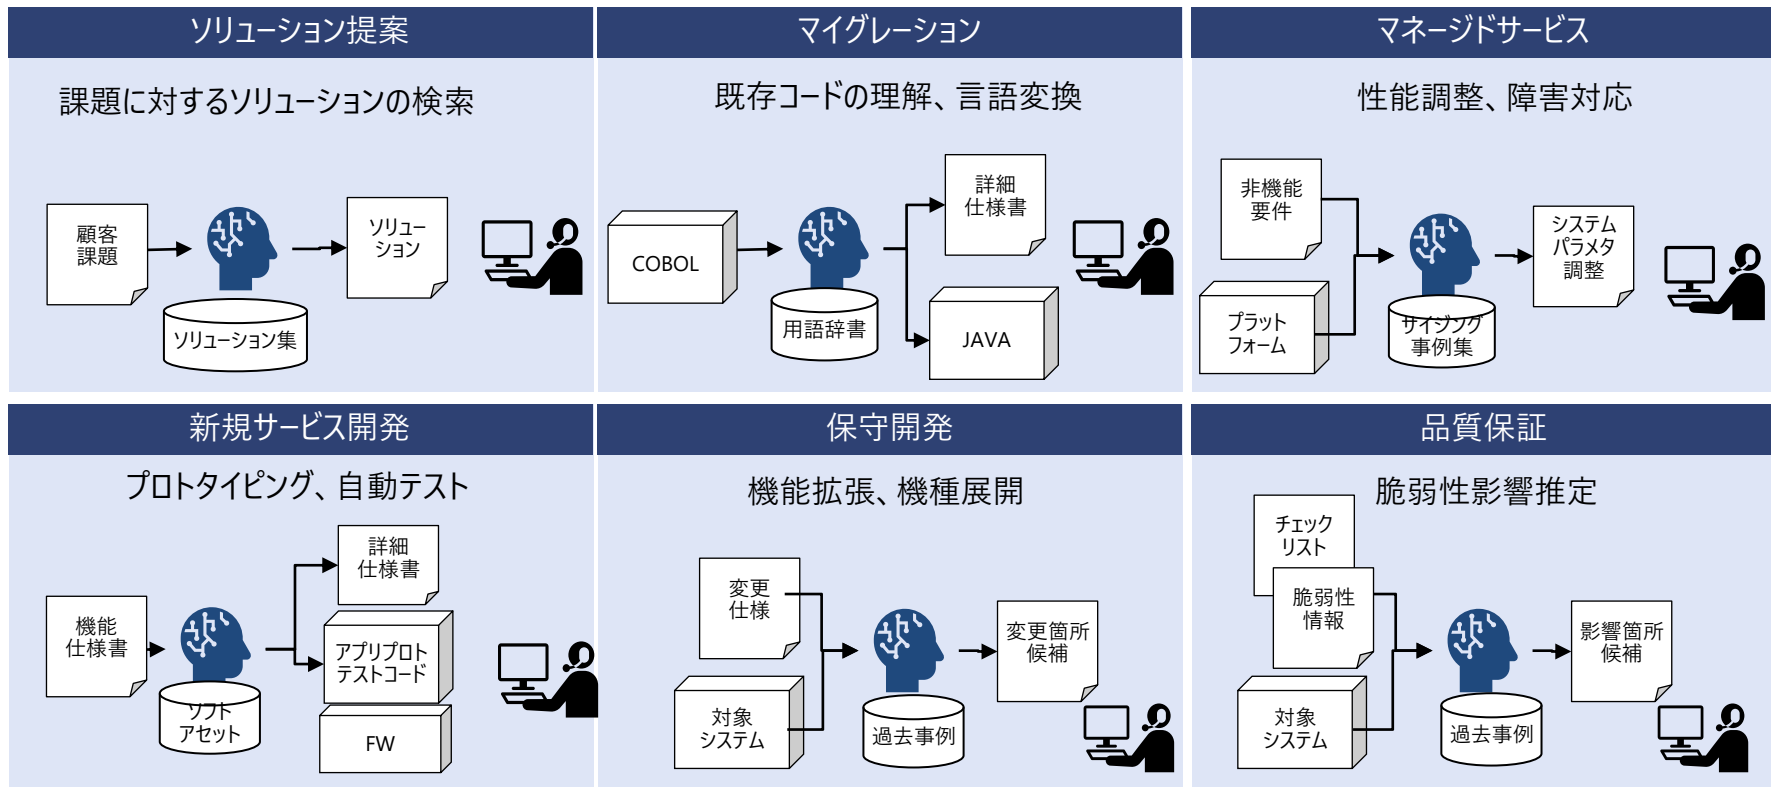 ソリューション提案
課題に対するソリューションの検索
顧客
課題
ソリューション集
ソリュー
ション
マイグレーション
既存コードの理解、言語変換
COBOL
用語辞書
詳細
仕様書
JAVA
マネージドサービス
性能調整、障害対応
非機能
要件
プラット
フォーム
サイジング
事例集
システム
パラメタ
調整
新規サービス開発
プロトタイピング、自動テスト
機能
仕様書
ソフト
アセット
詳細
仕様書
アプリプロト
テストコード
FW
保守開発
機能拡張、機種展開
変更
仕様
対象
システム
過去事例
変更箇所
候補
品質保証
脆弱性影響推定
チェック
リスト
脆弱性
情報
対象
システム
過去事例
影響箇所
候補